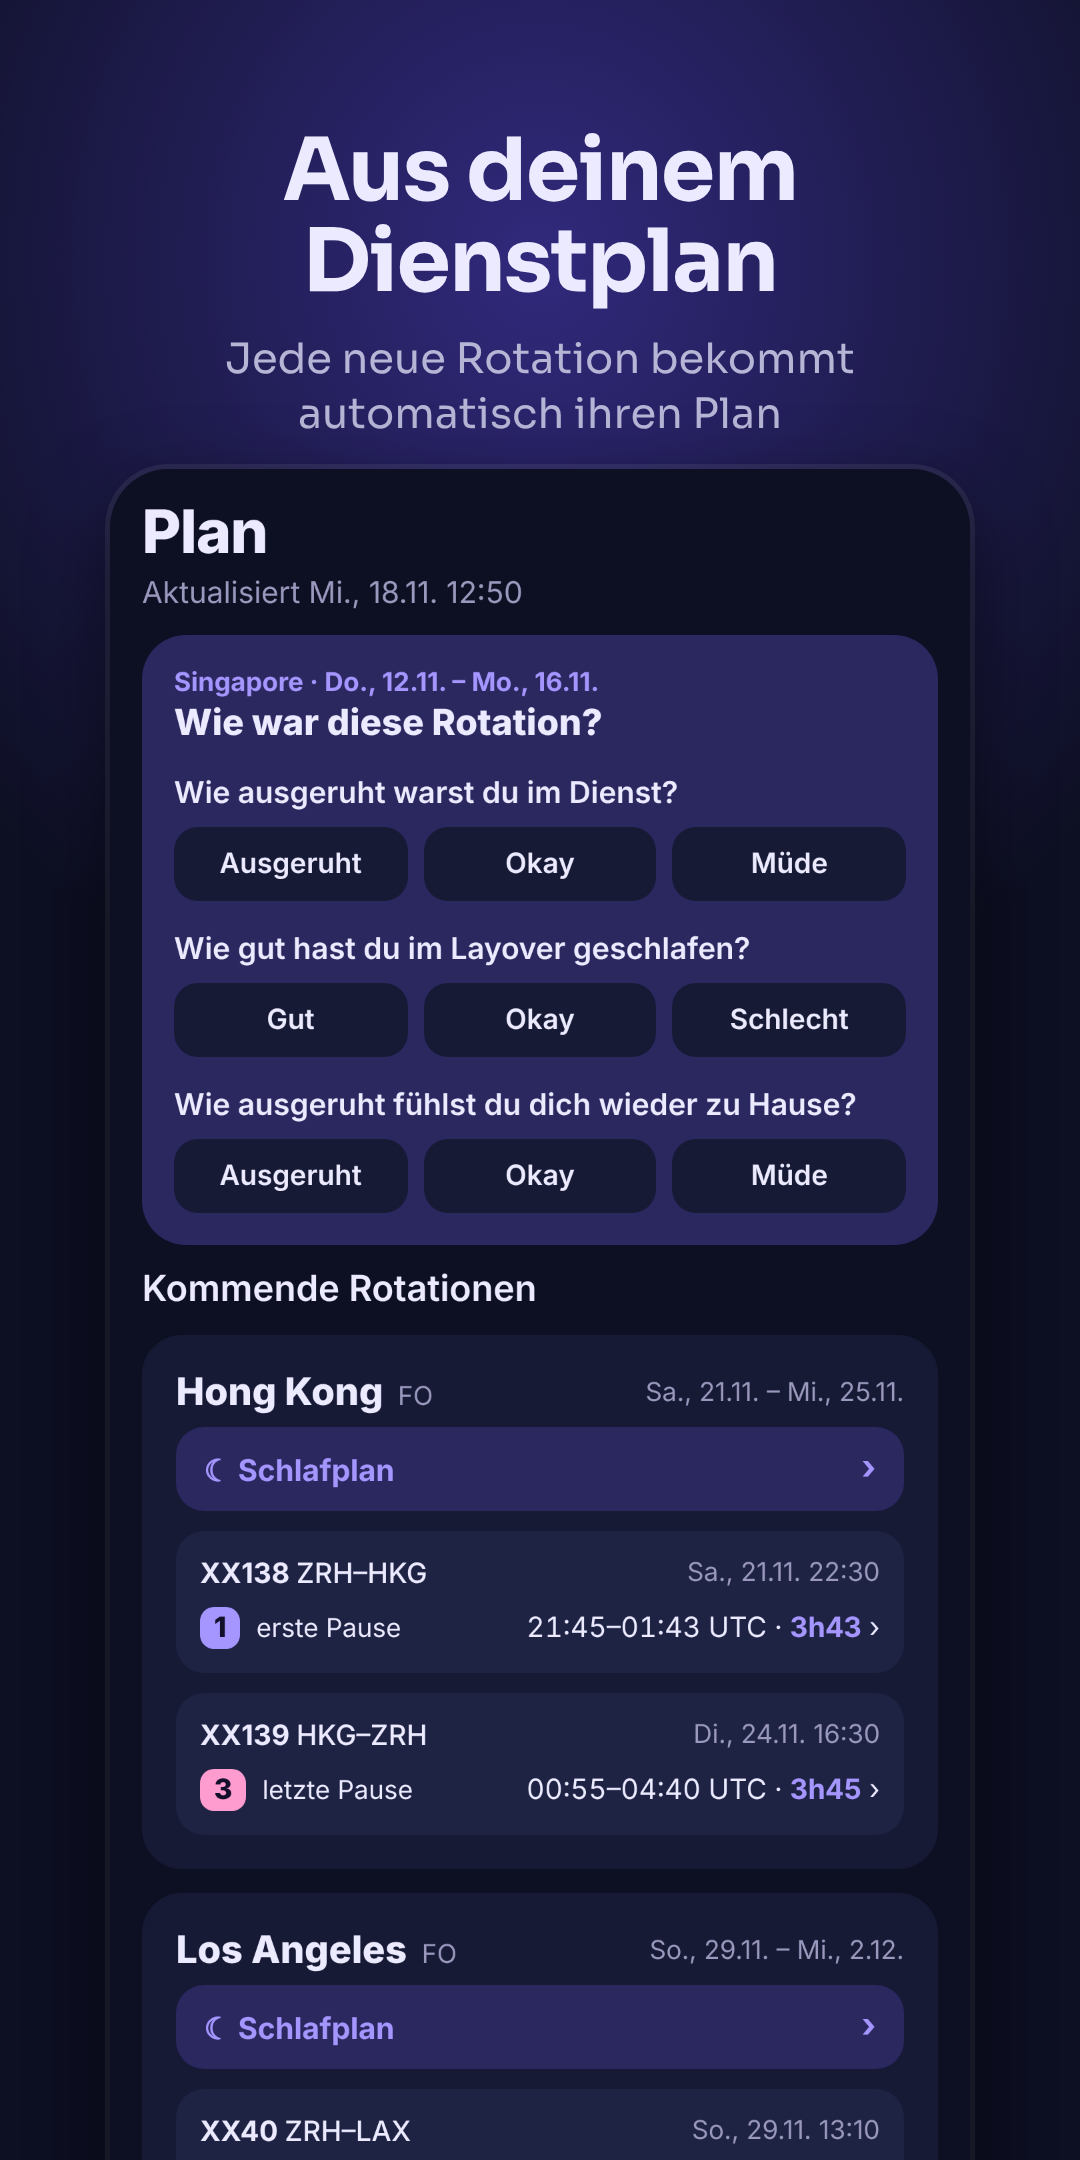 Aus deinem
Dienstplan
Jede neue Rotation bekommt
automatisch ihren Plan
Plan
Aktualisiert Mi., 18.11. 12:50
Singapore · Do., 12.11. – Mo., 16.11.
Wie war diese Rotation?
Wie ausgeruht warst du im Dienst?
Ausgeruht Okay Müde
Wie gut hast du im Layover geschlafen?
Gut Okay Schlecht
Wie ausgeruht fühlst du dich wieder zu Hause?
Ausgeruht Okay Müde
Kommende Rotationen
Hong Kong FO Sa., 21.11. – Mi., 25.11.
☾ Schlafplan ›
XX138 ZRH–HKG Sa., 21.11. 22:30
1 erste Pause 21:45–01:43 UTC · 3h43 ›
XX139 HKG–ZRH Di., 24.11. 16:30
3 letzte Pause 00:55–04:40 UTC · 3h45 ›
Los Angeles FO So., 29.11. – Mi., 2.12.
☾ Schlafplan ›
XX40 ZRH–LAX So., 29.11. 13:10